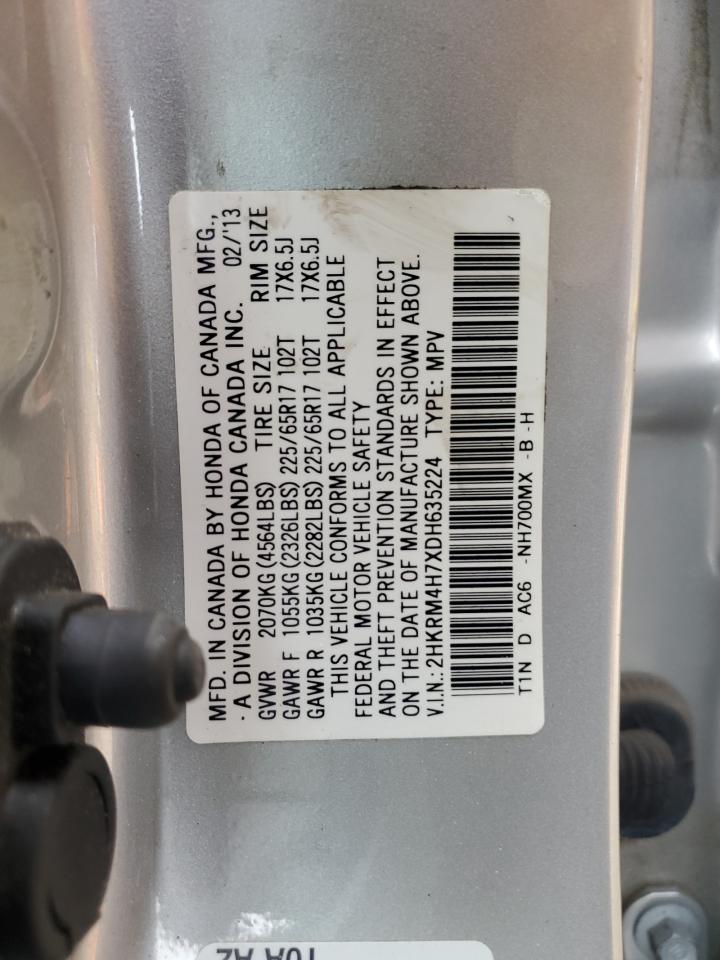 MFD. IN CANADA BY HONDA OF CANADA MFG.,
· A DIVISION OF HONDA CANADA INC. 02/'13
GVWR 2070KG(4564LBS) TIRE SIZE RIM SIZE
GAWR F 1055KG(2326LBS)225/65R17 102T 17X6.5J
GAWR R 1035KG(2282LBS)225/65R17 102T 17X6.5J
THIS VEHICLE CONFORMS TO ALL APPLICABLE
FEDERAL MOTOR VEHICLE SAFETY
AND THEFT PREVENTION STANDARDS IN EFFECT
ON THE DATE OF MANUFACTURE SHOWN ABOVE.
V.I.N.: 2HKRM4H7XDH635224 TYPE: MPV
T1N D AC6 -NH700MX -B -H